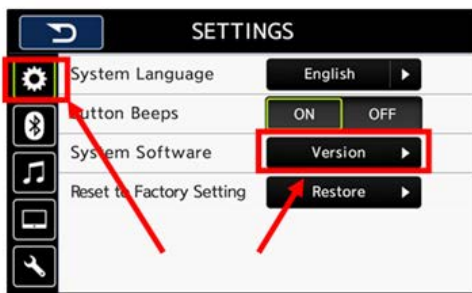 SETTINGS
System Language English
Button Beeps ON OFF
System Software Version
Reset to Factory Setting Restore